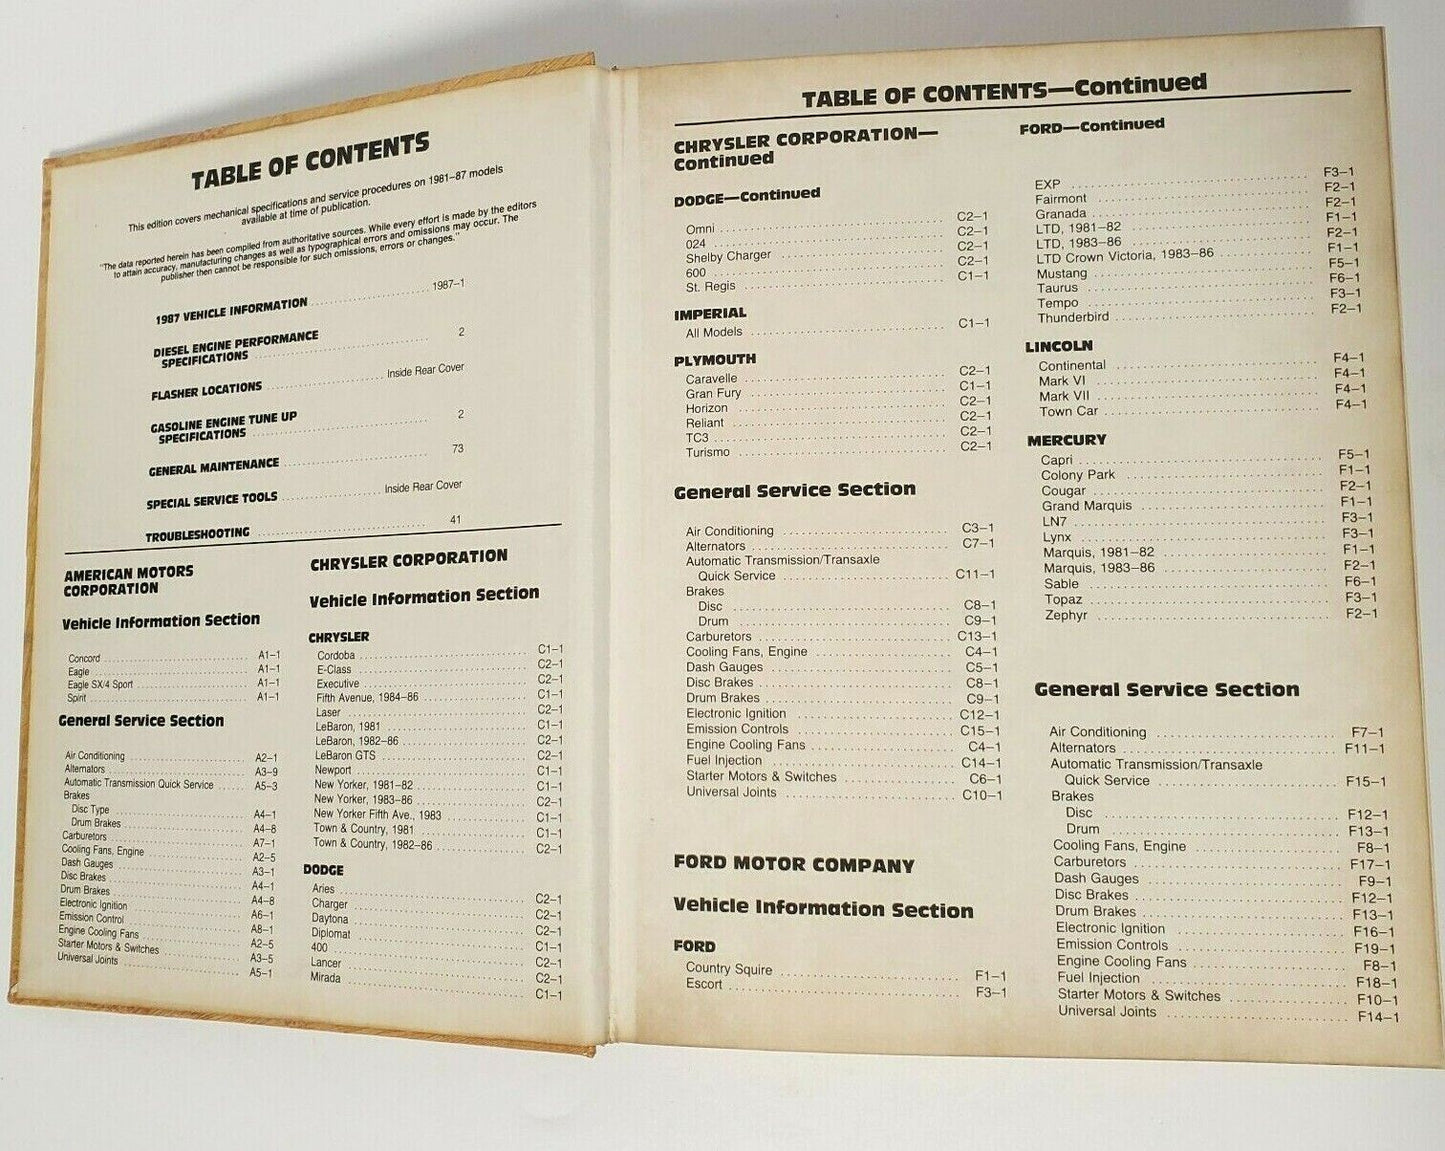 TABLE OF CONTENTS
This edition covers mechanical specifications and service procedures on 1981–87 models
available at time of publication.
"The data reported herein has been compiled from authoritative sources. While every effort is made by the editors
to attain accuracy, manufacturing changes as well as typographical errors and omissions may occur. The
publisher then cannot be responsible for such omissions, errors or changes."
1987 VEHICLE INFORMATION 1987–1
DIESEL ENGINE PERFORMANCE
SPECIFICATIONS 2
FLASHER LOCATIONS Inside Rear Cover
GASOLINE ENGINE TUNE UP
SPECIFICATIONS 2
GENERAL MAINTENANCE 73
SPECIAL SERVICE TOOLS Inside Rear Cover
TROUBLESHOOTING 41
AMERICAN MOTORS
CORPORATION
Vehicle Information Section
Concord A1–1
Eagle A1–1
Eagle SX/4 Sport A1–1
Spirit A1–1
General Service Section
Air Conditioning A2–1
Alternators A3–9
Automatic Transmission Quick Service A5–3
Brakes
Disc Type A4–1
Drum Brakes A4–8
Carburetors A7–1
Cooling Fans, Engine A2–5
Dash Gauges A3–1
Disc Brakes A4–1
Drum Brakes A4–8
Electronic Ignition A6–1
Emission Control A8–1
Engine Cooling Fans A2–5
Starter Motors & Switches A3–5
Universal Joints A5–1
CHRYSLER CORPORATION
Vehicle Information Section
CHRYSLER
Cordoba C1–1
E-Class C2–1
Executive C2–1
Fifth Avenue, 1984–86 C1–1
Laser C2–1
LeBaron, 1981 C1–1
LeBaron, 1982–86 C2–1
LeBaron GTS C2–1
Newport C1–1
New Yorker, 1981–82 C1–1
New Yorker, 1983–86 C2–1
New Yorker Fifth Ave., 1983 C1–1
Town & Country, 1981 C1–1
Town & Country, 1982–86 C2–1
DODGE
Aries C2–1
Charger C2–1
Daytona C2–1
Diplomat C1–1
400 C2–1
Lancer C2–1
Mirada C1–1
TABLE OF CONTENTS—Continued
CHRYSLER CORPORATION—
Continued
DODGE—Continued
Omni C2–1
024 C2–1
Shelby Charger C2–1
600 C2–1
St. Regis C1–1
IMPERIAL
All Models C1–1
PLYMOUTH
Caravelle C2–1
Gran Fury C1–1
Horizon C2–1
Reliant C2–1
TC3 C2–1
Turismo C2–1
General Service Section
Air Conditioning C3–1
Alternators C7–1
Automatic Transmission/Transaxle
Quick Service C11–1
Brakes
Disc C8–1
Drum C9–1
Carburetors C13–1
Cooling Fans, Engine C4–1
Dash Gauges C5–1
Disc Brakes C8–1
Drum Brakes C9–1
Electronic Ignition C12–1
Emission Controls C15–1
Engine Cooling Fans C4–1
Fuel Injection C14–1
Starter Motors & Switches C6–1
Universal Joints C10–1
FORD MOTOR COMPANY
Vehicle Information Section
FORD
Country Squire F1–1
Escort F3–1
FORD—Continued
EXP F3–1
Fairmont F2–1
Granada F2–1
LTD, 1981–82 F1–1
LTD, 1983–86 F2–1
LTD Crown Victoria, 1983–86 F1–1
Mustang F5–1
Taurus F6–1
Tempo F3–1
Thunderbird F2–1
LINCOLN
Continental F4–1
Mark VI F4–1
Mark VII F4–1
Town Car F4–1
MERCURY
Capri F5–1
Colony Park F1–1
Cougar F2–1
Grand Marquis F1–1
LN7 F3–1
Lynx F3–1
Marquis, 1981–82 F1–1
Marquis, 1983–86 F2–1
Sable F6–1
Topaz F3–1
Zephyr F2–1
General Service Section
Air Conditioning F7–1
Alternators F11–1
Automatic Transmission/Transaxle
Quick Service F15–1
Brakes
Disc F12–1
Drum F13–1
Cooling Fans, Engine F8–1
Carburetors F17–1
Dash Gauges F9–1
Disc Brakes F12–1
Drum Brakes F13–1
Electronic Ignition F16–1
Emission Controls F19–1
Engine Cooling Fans F8–1
Fuel Injection F18–1
Starter Motors & Switches F10–1
Universal Joints F14–1